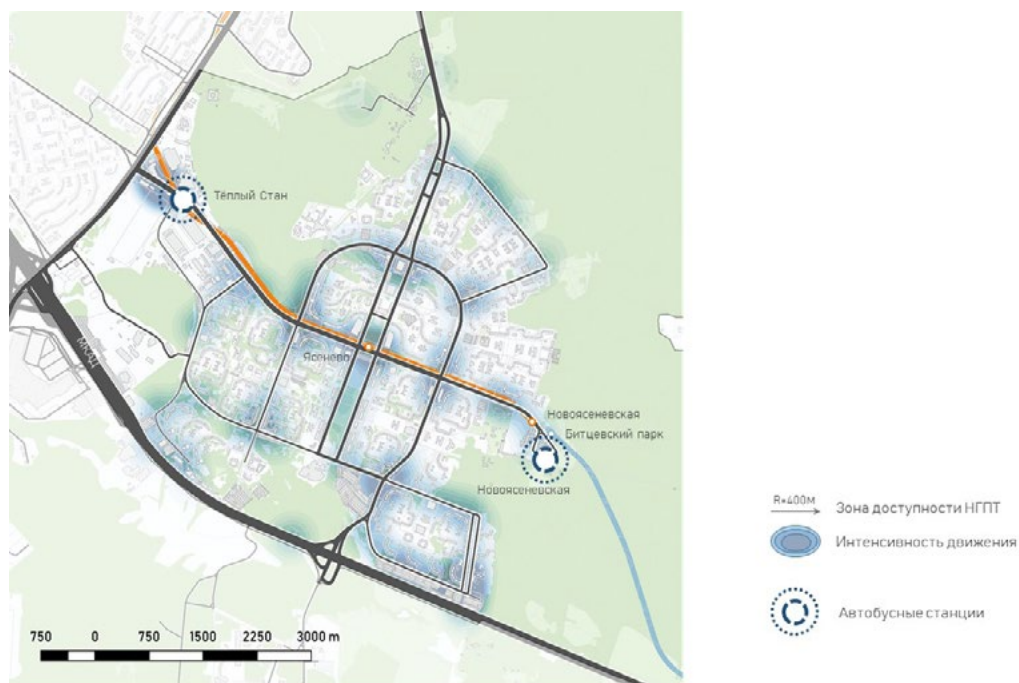 Тёплый Стан
МКАД
Ясенево
Новоясеневская
Битцевский парк
Новоясеневская
750 0 750 1500 2250 3000 m
R=400М
Зона доступности НГПТ
Интенсивность движения
Автобусные станции